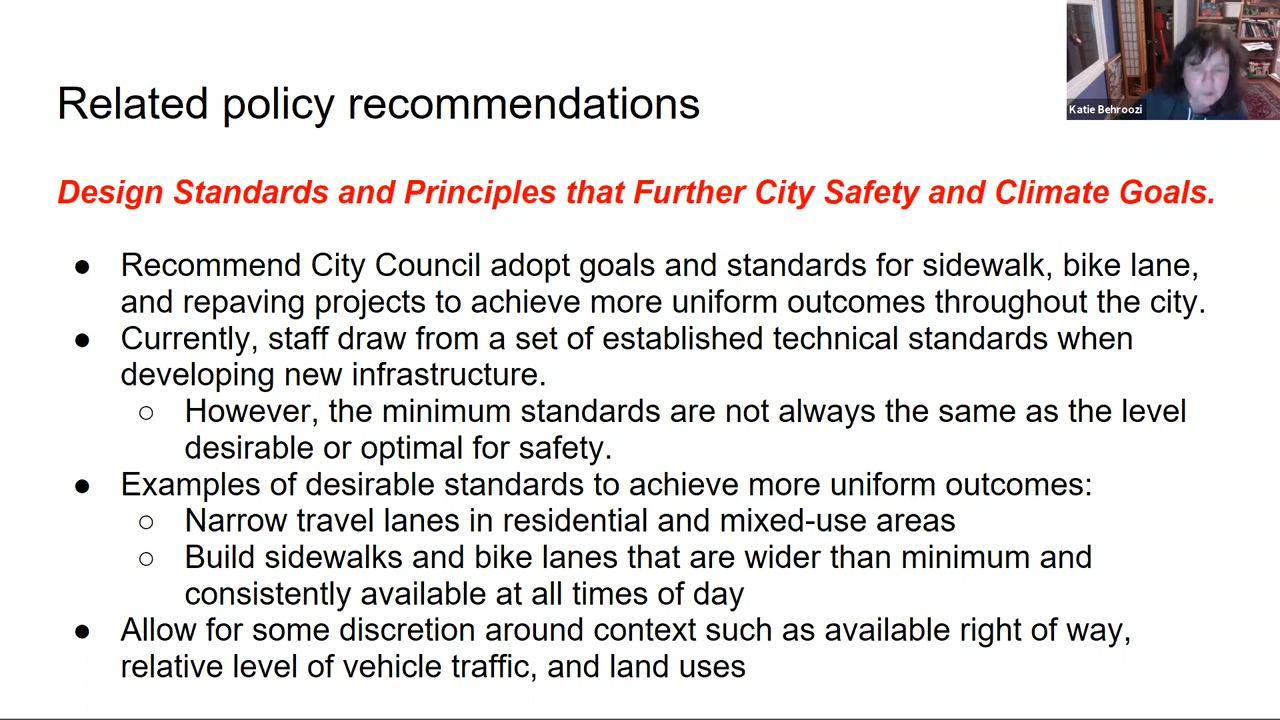 Katie Behroozi
Related policy recommendations
Design Standards and Principles that Further City Safety and Climate Goals.
● Recommend City Council adopt goals and standards for sidewalk, bike lane,
and repaving projects to achieve more uniform outcomes throughout the city.
● Currently, staff draw from a set of established technical standards when
developing new infrastructure.
○ However, the minimum standards are not always the same as the level
desirable or optimal for safety.
● Examples of desirable standards to achieve more uniform outcomes:
○ Narrow travel lanes in residential and mixed-use areas
○ Build sidewalks and bike lanes that are wider than minimum and
consistently available at all times of day
● Allow for some discretion around context such as available right of way,
relative level of vehicle traffic, and land uses